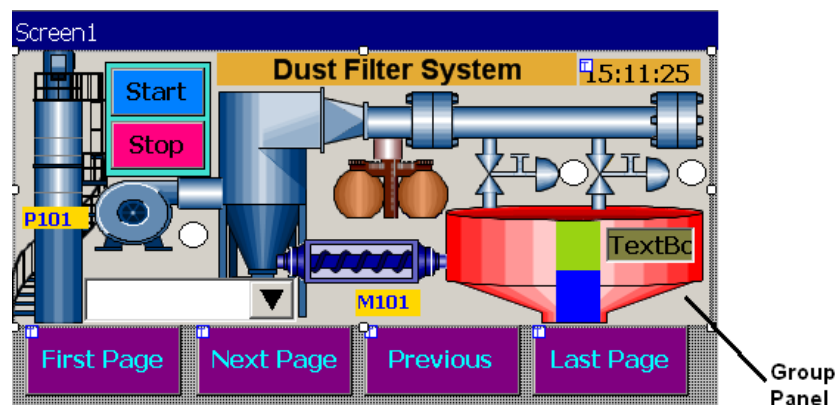 Screen1
Dust Filter System
15:11:25
Start
Stop
P101
TextBo
M101
First Page
Next Page
Previous
Last Page
Group
Panel